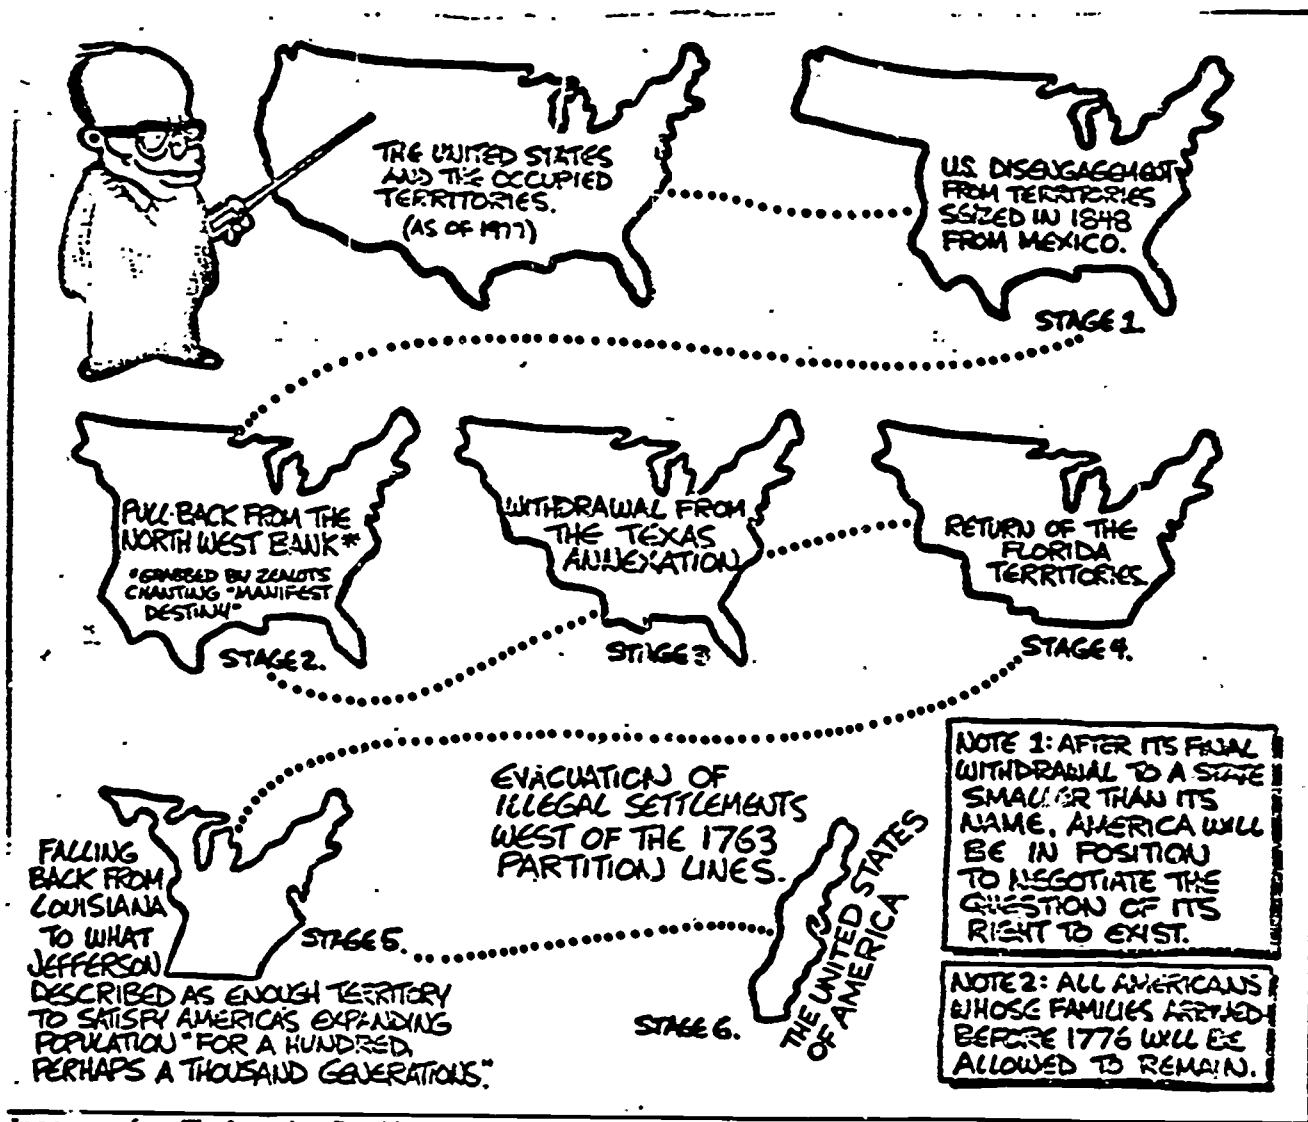 THE UNITED STATES
AND THE OCCUPIED
TERRITORIES.
(AS OF 1977)
U.S. DISENGAGEMENT
FROM TERRITORIES
SEIZED IN 1848
FROM MEXICO.
STAGE 1.
PULL-BACK FROM THE
NORTH WEST BANK*
*GRABBED BY ZEALOTS
CHANTING "MANIFEST
DESTINY"
STAGE 2.
WITHDRAWAL FROM
THE TEXAS
ANNEXATION
STAGE 3
RETURN OF THE
FLORIDA
TERRITORIES.
STAGE 4.
FALLING
BACK FROM
LOUISIANA
TO WHAT
JEFFERSON
DESCRIBED AS ENOUGH TERRITORY
TO SATISFY AMERICA'S EXPANDING
POPULATION "FOR A HUNDRED,
PERHAPS A THOUSAND GENERATIONS."
STAGE 5.
EVACUATION OF
ILLEGAL SETTLEMENTS
WEST OF THE 1763
PARTITION LINES.
STAGE 6.
THE UNITED STATES
OF AMERICA
NOTE 1: AFTER ITS FINAL
WITHDRAWAL TO A STATE
SMALLER THAN ITS
NAME, AMERICA WILL
BE IN POSITION
TO NEGOTIATE THE
QUESTION OF ITS
RIGHT TO EXIST.
NOTE 2: ALL AMERICANS
WHOSE FAMILIES ARRIVED
BEFORE 1776 WILL BE
ALLOWED TO REMAIN.